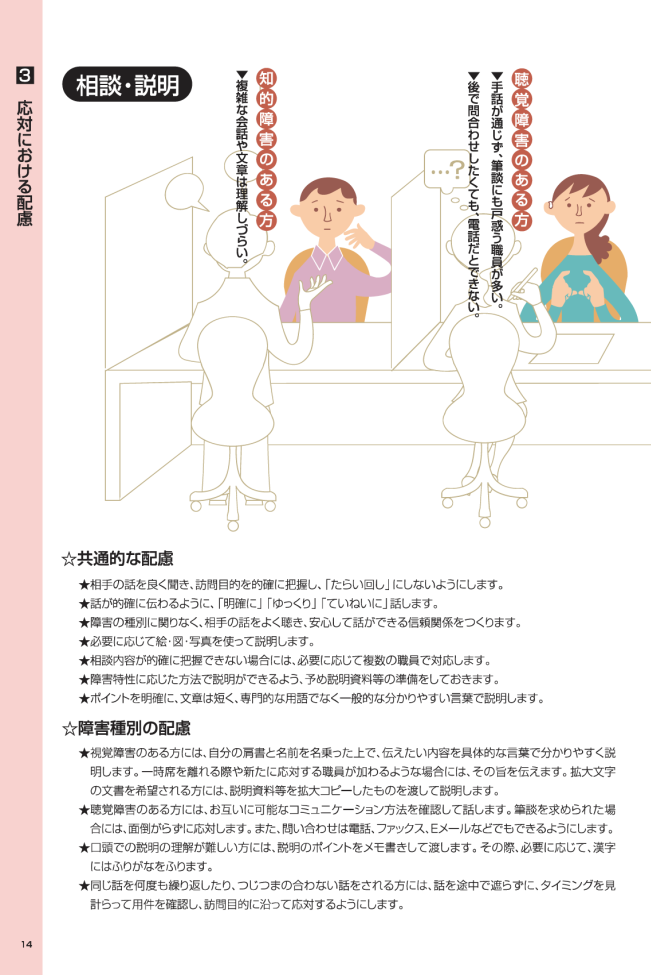 3 応対における配慮
相談・説明
聴覚障害のある方
▼手話が通じず、筆談にも戸惑う職員が多い。
▼後で問合わせしたくても、電話だとできない。
知的障害のある方
▼複雑な会話や文章は理解しづらい。
…?
☆共通的な配慮
★相手の話を良く聞き、訪問目的を的確に把握し、「たらい回し」にしないようにします。
★話が的確に伝わるように、「明確に」「ゆっくり」「ていねいに」話します。
★障害の種別に関りなく、相手の話をよく聴き、安心して話ができる信頼関係をつくります。
★必要に応じて絵・図・写真を使って説明します。
★相談内容が的確に把握できない場合には、必要に応じて複数の職員で対応します。
★障害特性に応じた方法で説明ができるよう、予め説明資料等の準備をしておきます。
★ポイントを明確に、文章は短く、専門的な用語でなく一般的な分かりやすい言葉で説明します。
☆障害種別の配慮
★視覚障害のある方には、自分の肩書と名前を名乗った上で、伝えたい内容を具体的な言葉で分かりやすく説
明します。一時席を離れる際や新たに応対する職員が加わるような場合には、その旨を伝えます。拡大文字
の文書を希望される方には、説明資料等を拡大コピーしたものを渡して説明します。
★聴覚障害のある方には、お互いに可能なコミュニケーション方法を確認して話します。筆談を求められた場
合には、面倒がらずに応対します。また、問い合わせは電話、ファックス、Eメールなどでもできるようにします。
★口頭での説明の理解が難しい方には、説明のポイントをメモ書きして渡します。その際、必要に応じて、漢字
にはふりがなをふります。
★同じ話を何度も繰り返したり、つじつまの合わない話をされる方には、話を途中で遮らずに、タイミングを見
計らって用件を確認し、訪問目的に沿って応対するようにします。
14